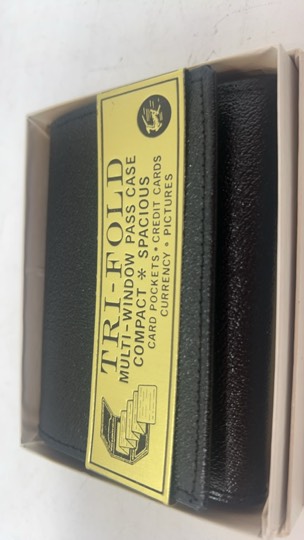 TRI-FOLD
MULTI-WINDOW PASS CASE
COMPACT * SPACIOUS
CARD POCKETS • CREDIT CARDS
CURRENCY • PICTURES